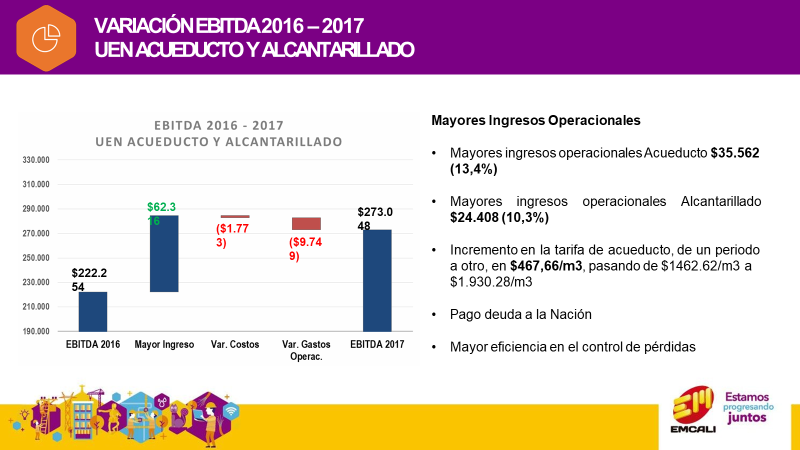 VARIACIÓN EBITDA 2016 – 2017
UEN ACUEDUCTO Y ALCANTARILLADO
EBITDA 2016 - 2017
UEN ACUEDUCTO Y ALCANTARILLADO
330.000
310.000
290.000
270.000
250.000
230.000
210.000
190.000
$222.2
54
$62.3
16
($1.77
3)
($9.74
9)
$273.0
48
EBITDA 2016
Mayor Ingreso
Var. Costos
Var. Gastos
Operac.
EBITDA 2017
Mayores Ingresos Operacionales
• Mayores ingresos operacionales Acueducto $35.562
(13,4%)
• Mayores ingresos operacionales Alcantarillado
$24.408 (10,3%)
• Incremento en la tarifa de acueducto, de un periodo
a otro, en $467,66/m3, pasando de $1462.62/m3 a
$1.930.28/m3
• Pago deuda a la Nación
• Mayor eficiencia en el control de pérdidas
EM
EMCALI
Estamos
progresando
juntos